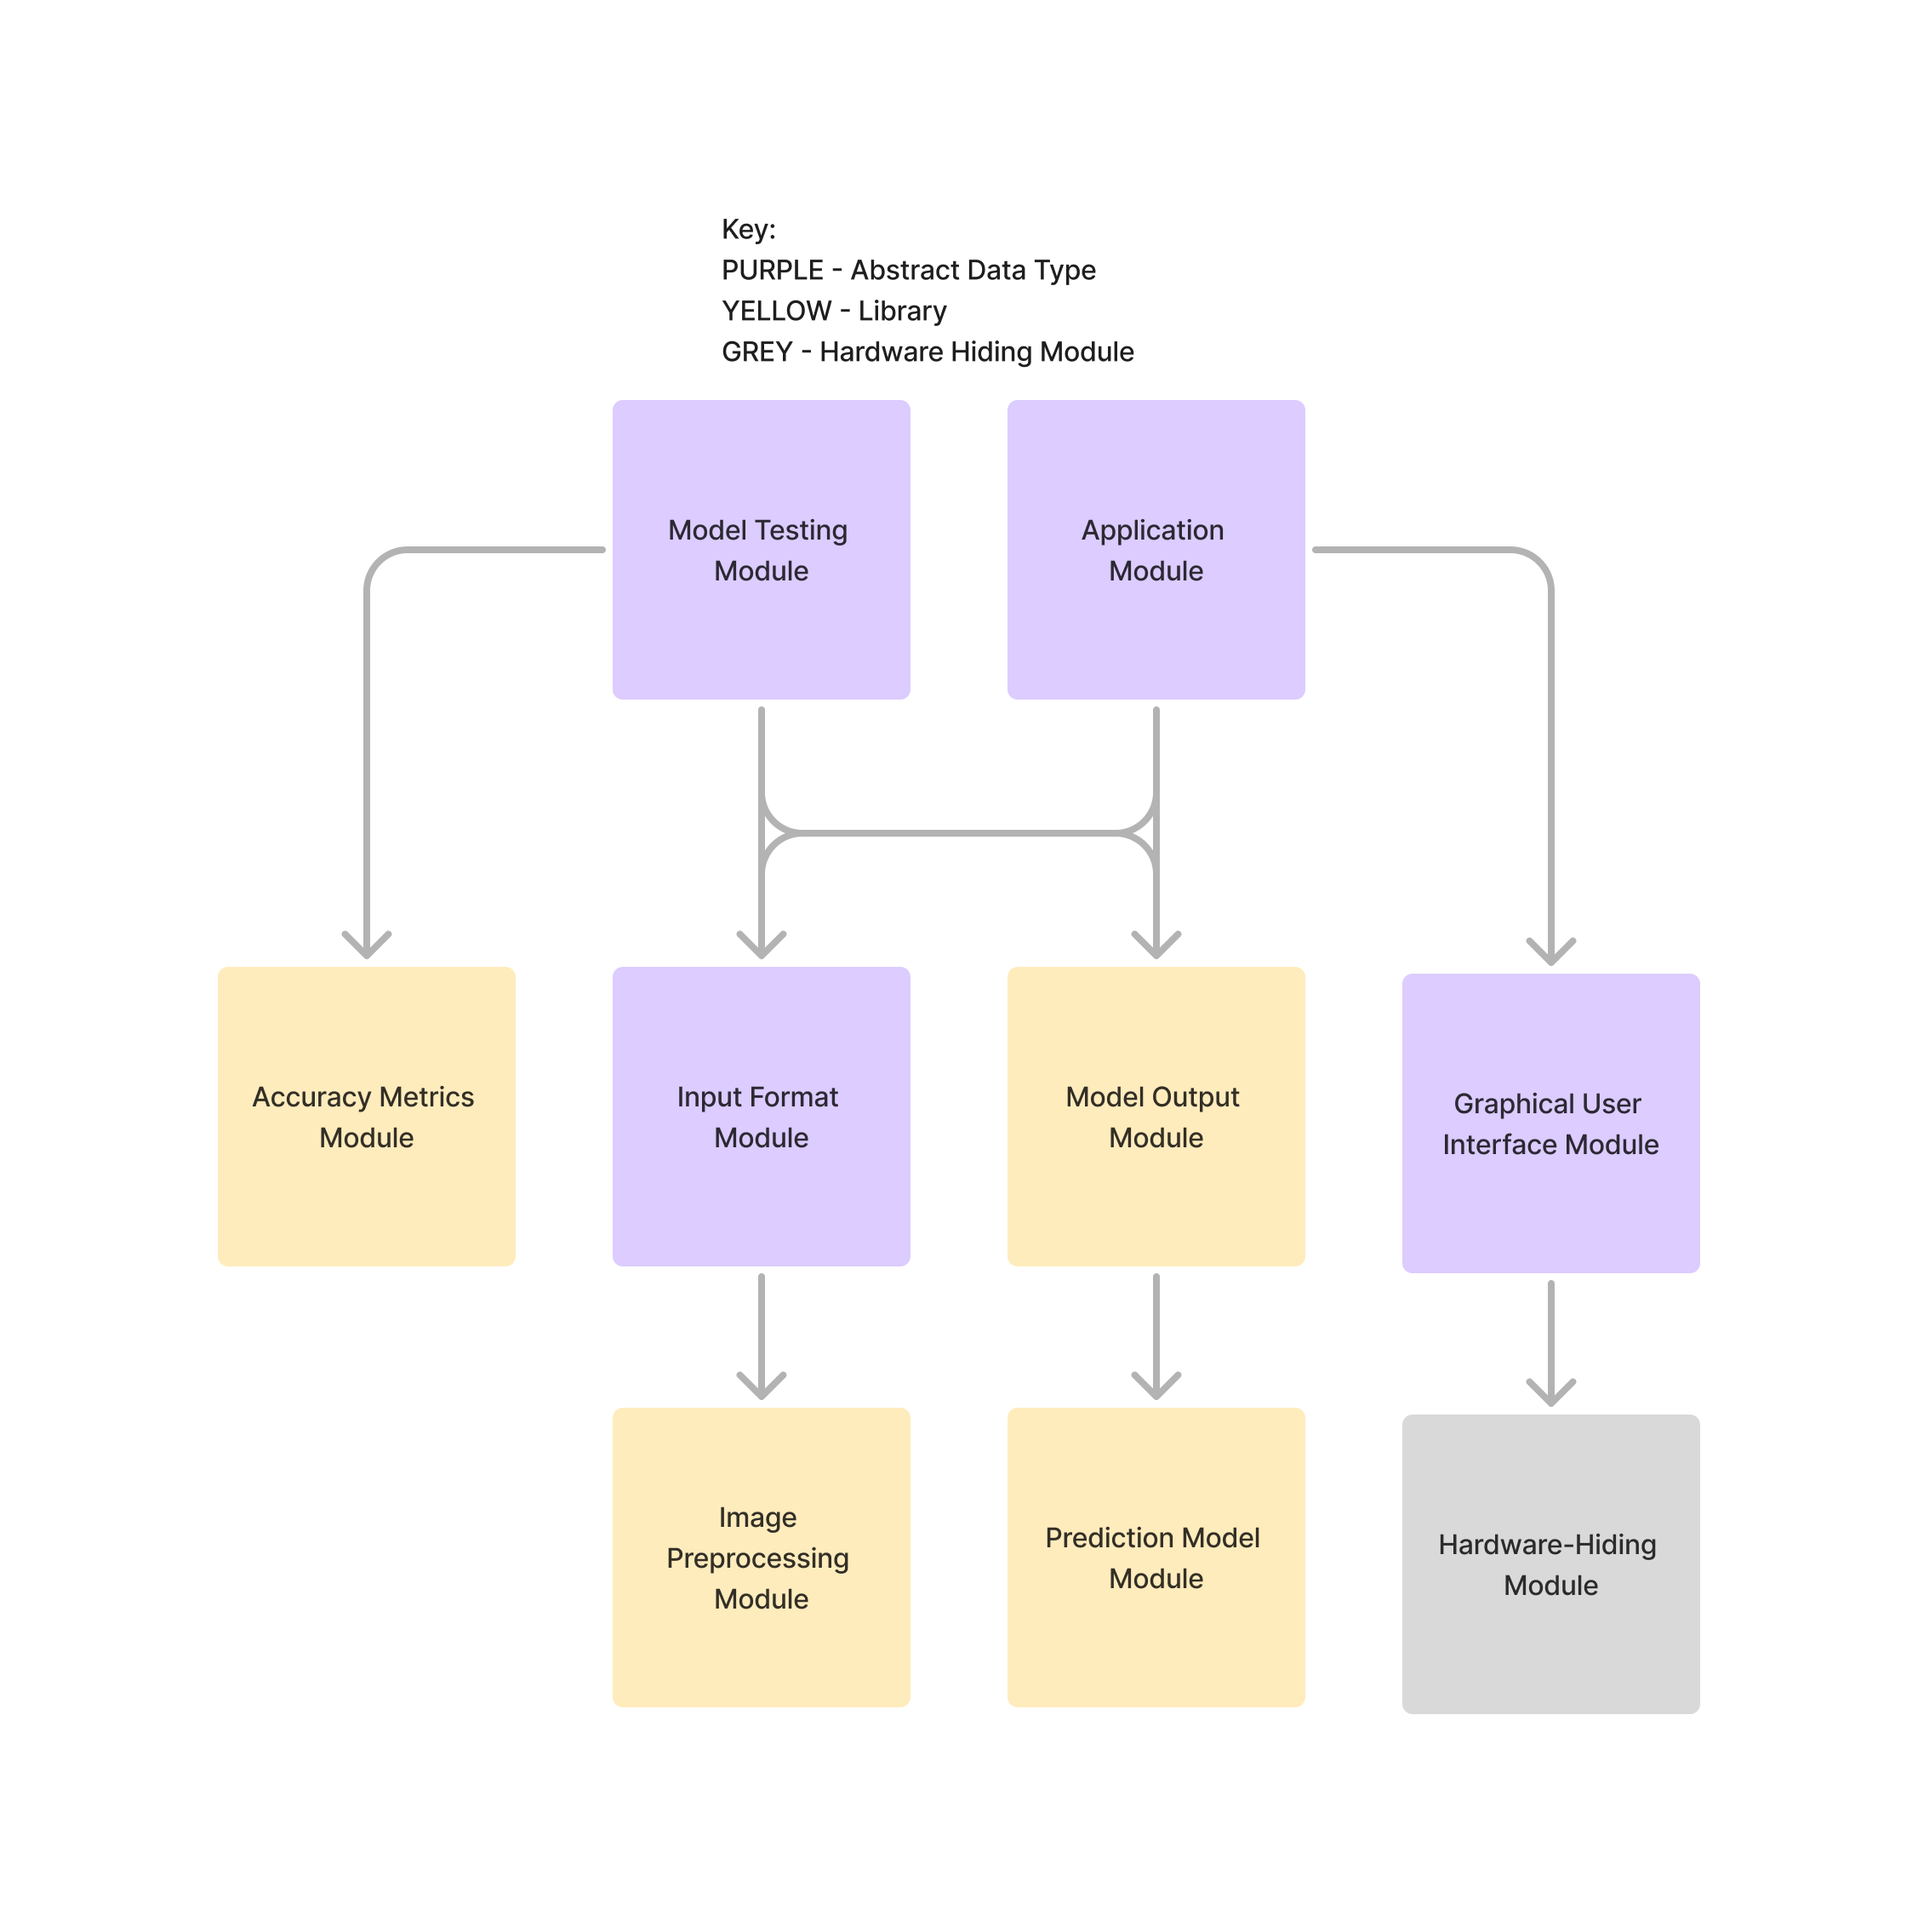 Key:
PURPLE - Abstract Data Type
YELLOW - Library
GREY - Hardware Hiding Module
Model Testing
Module
Application
Module
Accuracy Metrics
Module
Input Format
Module
Model Output
Module
Graphical User
Interface Module
Image
Preprocessing
Module
Prediction Model
Module
Hardware-Hiding
Module